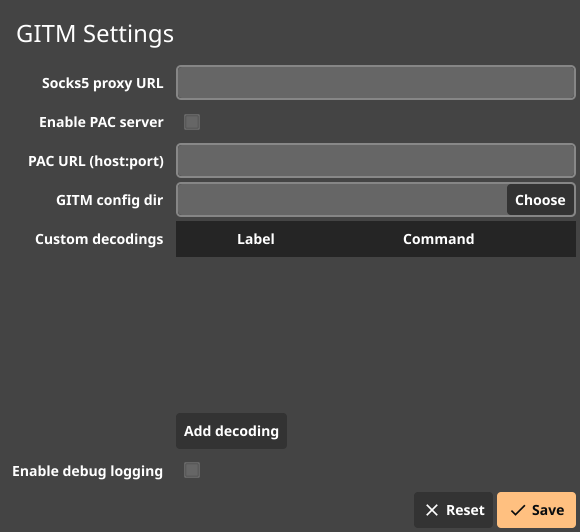 GITM Settings
Socks5 proxy URL
Enable PAC server
PAC URL (host:port)
GITM config dir Choose
Custom decodings Label Command
Add decoding
Enable debug logging
Reset Save